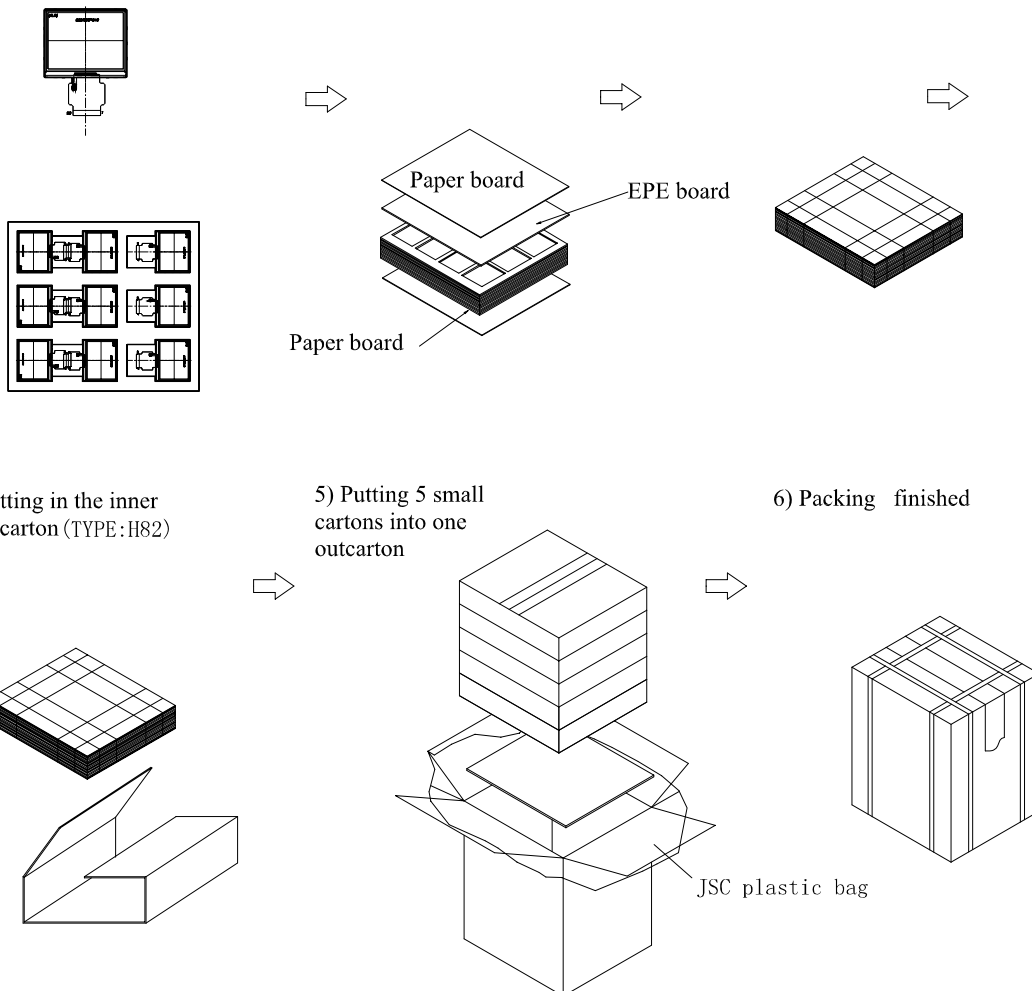 Paper board
EPE board
Paper board
tting in the inner
carton(TYPE:H82)
5) Putting 5 small
cartons into one
outcarton
6) Packing finished
JSC plastic bag